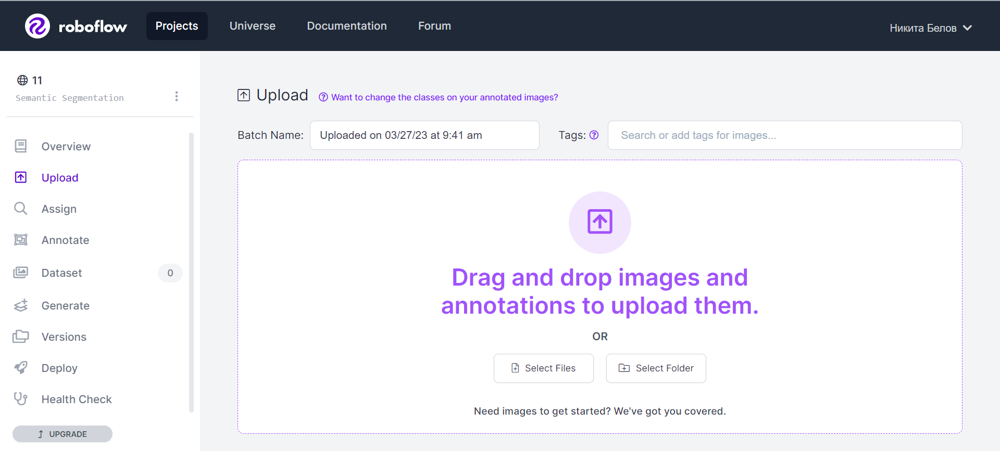 roboflow
Projects
Universe
Documentation
Forum
Никита Белов
11
Semantic Segmentation
Overview
Upload
Assign
Annotate
Dataset
0
Generate
Versions
Deploy
Health Check
UPGRADE
Upload
Want to change the classes on your annotated images?
Batch Name:
Uploaded on 03/27/23 at 9:41 am
Tags:
Search or add tags for images...
Drag and drop images and
annotations to upload them.
OR
Select Files
Select Folder
Need images to get started? We've got you covered.